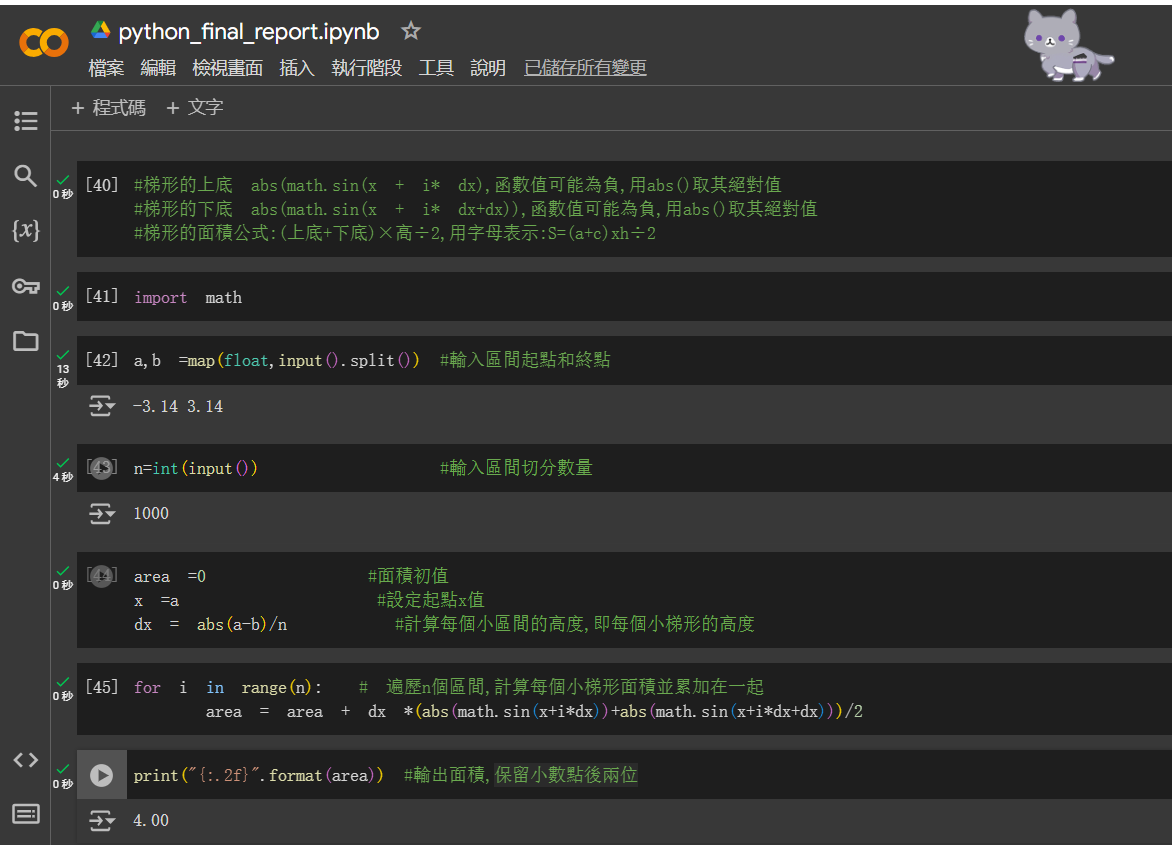 python_final_report.ipynb
檔案 編輯 檢視畫面 插入 執行階段 工具 說明 已儲存所有變更
+ 程式碼 + 文字
0 秒 [40] #梯形的上底 abs(math.sin(x + i* dx),函數值可能為負,用abs()取其絕對值
#梯形的下底 abs(math.sin(x + i* dx+dx)),函數值可能為負,用abs()取其絕對值
#梯形的面積公式:(上底+下底)×高÷2,用字母表示:S=(a+c)xh÷2
0 秒 [41] import math
13 秒 [42] a,b =map(float,input().split()) #輸入區間起點和終點
-3.14 3.14
4 秒 [43] n=int(input()) #輸入區間切分數量
1000
0 秒 [44] area =0 #面積初值
x =a #設定起點x值
dx = abs(a-b)/n #計算每個小區間的高度,即每個小梯形的高度
0 秒 [45] for i in range(n): # 遍歷n個區間,計算每個小梯形面積並累加在一起
area = area + dx *(abs(math.sin(x+i*dx))+abs(math.sin(x+i*dx+dx)))/2
0 秒 print("{:.2f}".format(area)) #輸出面積,保留小數點後兩位
4.00